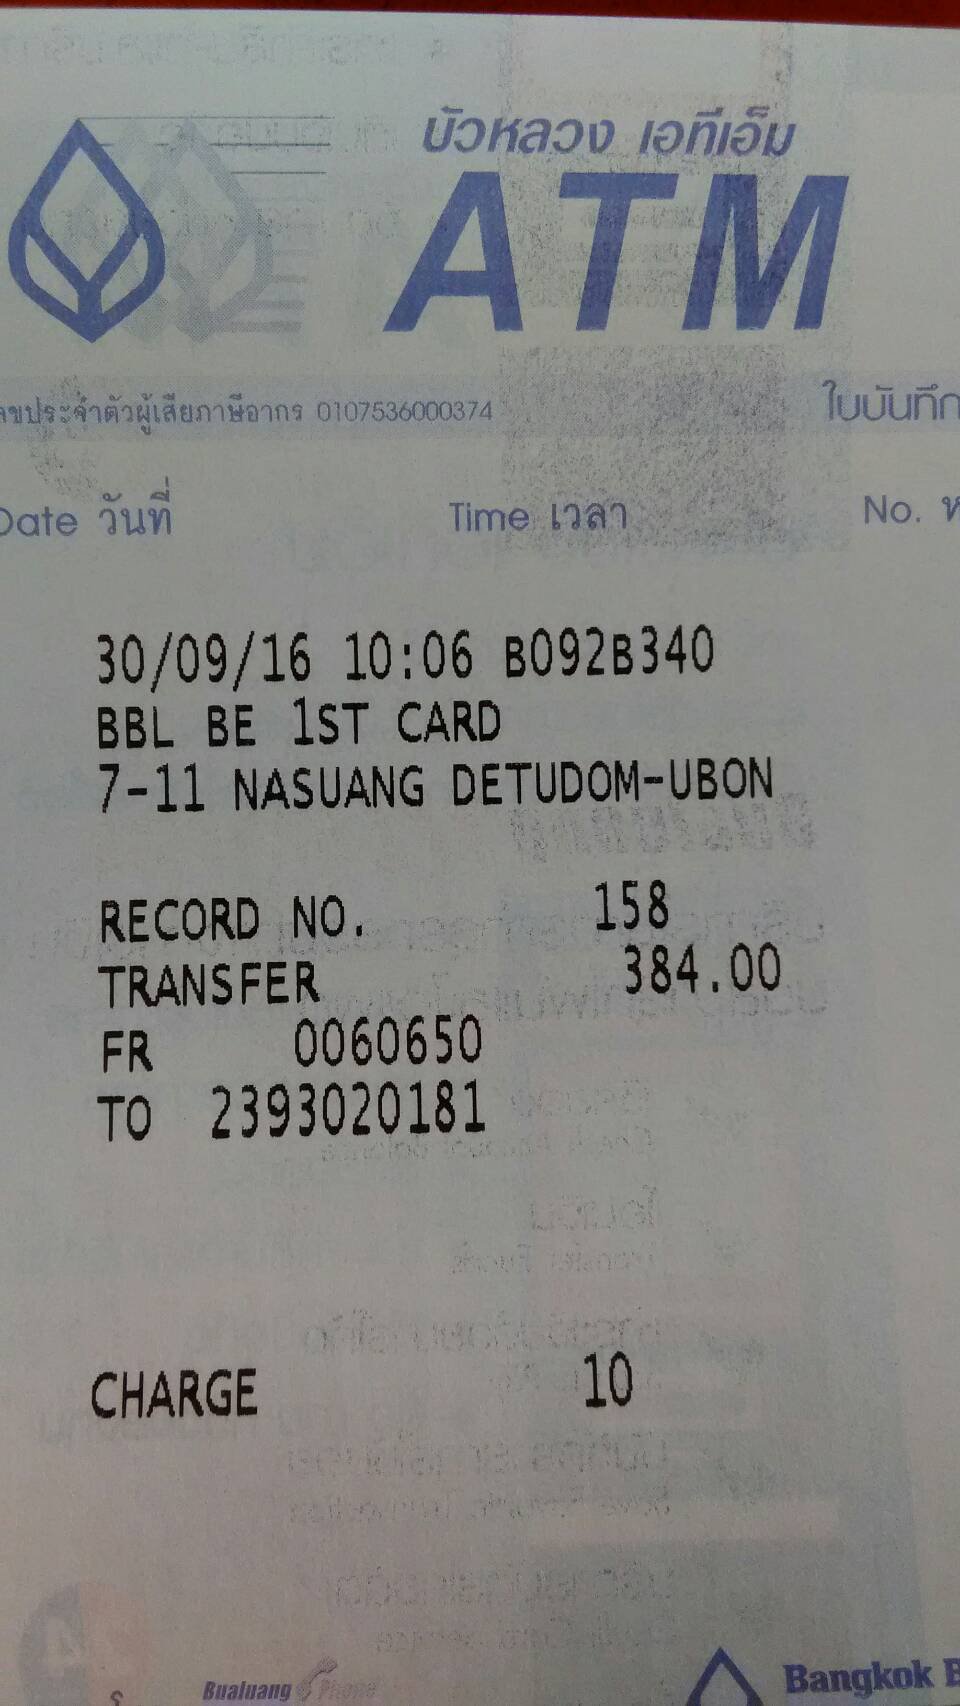 บัวหลวง เอทีเอ็ม
ATM
เลขประจำตัวผู้เสียภาษีอากร 0107536000374 ใบบันทึก
Date วันที่ Time เวลา No.
30/09/16 10:06 B092B340
BBL BE 1ST CARD
7-11 NASUANG DETUDOM-UBON
RECORD NO. 158
TRANSFER 384.00
FR 0060650
TO 2393020181
CHARGE 10
Bualuang Phone
Bangkok B